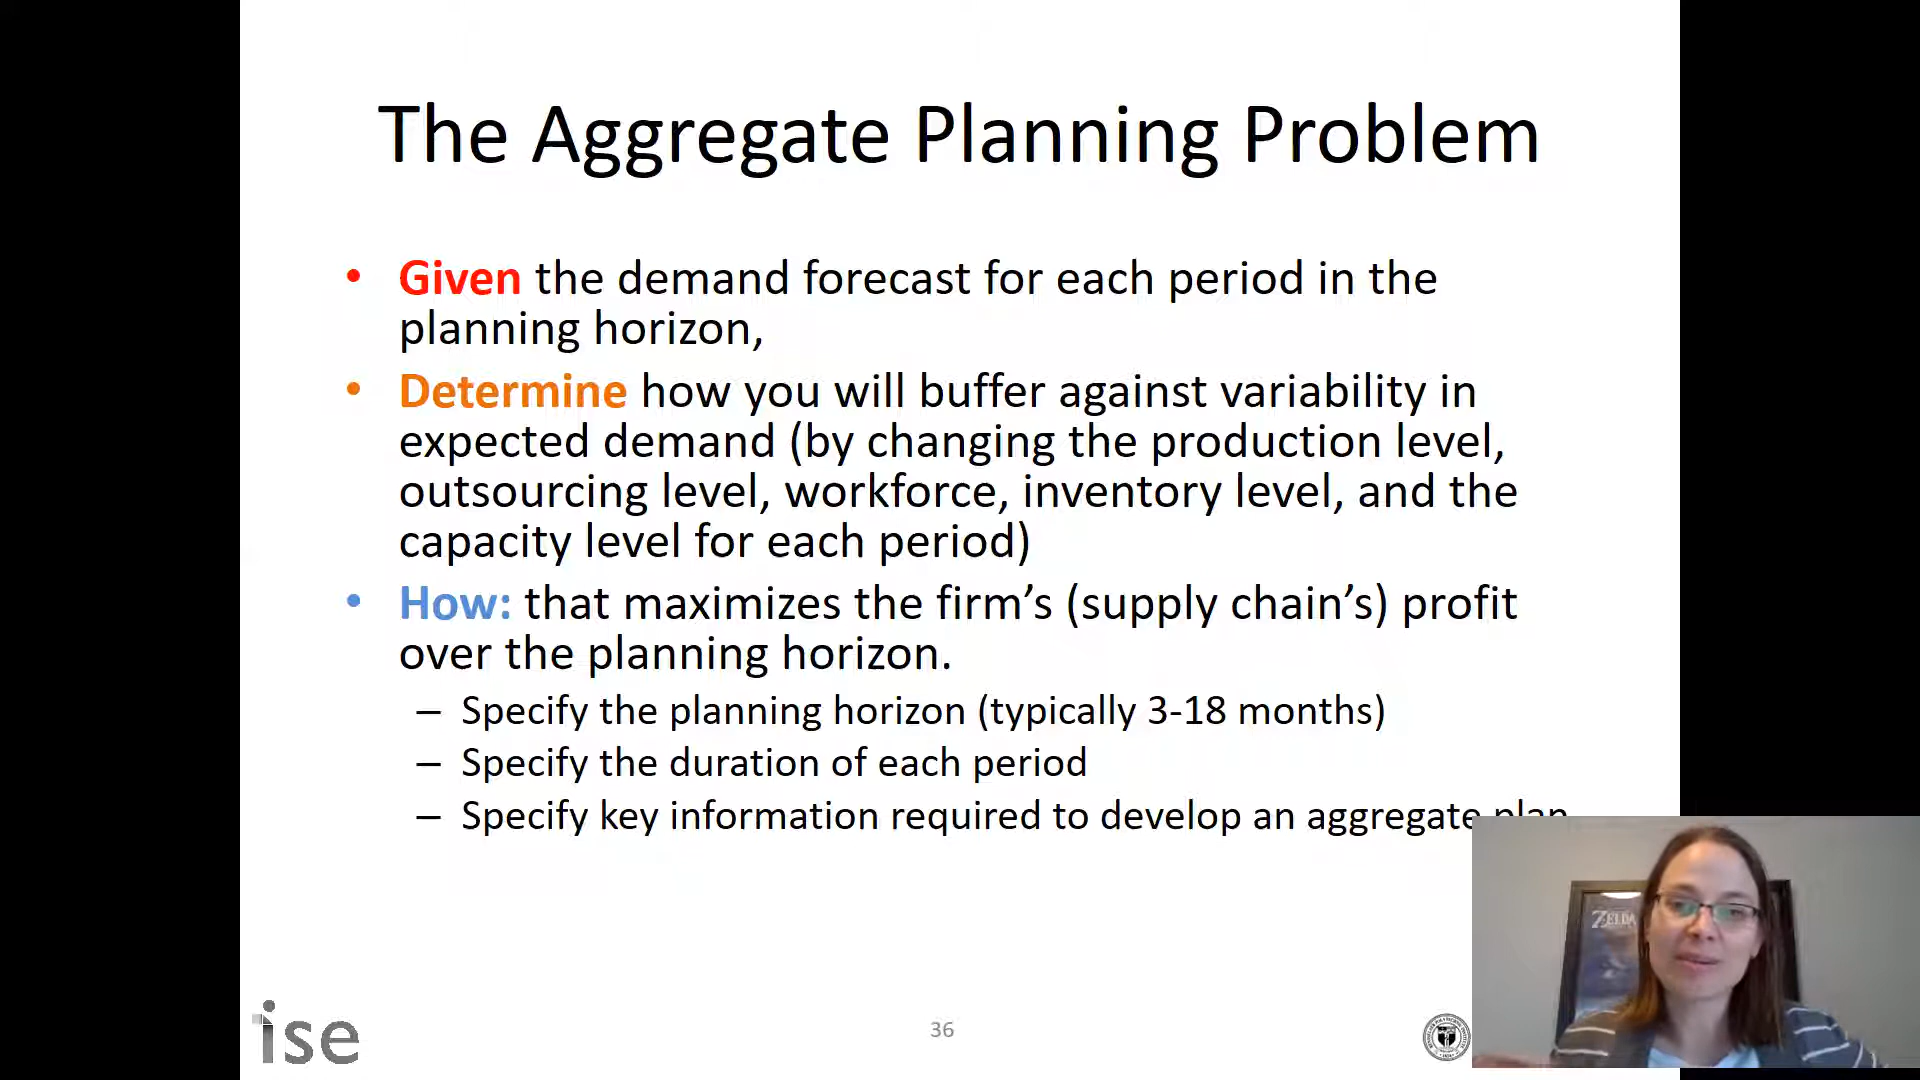 The Aggregate Planning Problem
• Given the demand forecast for each period in the
planning horizon,
• Determine how you will buffer against variability in
expected demand (by changing the production level,
outsourcing level, workforce, inventory level, and the
capacity level for each period)
• How: that maximizes the firm’s (supply chain’s) profit
over the planning horizon.
– Specify the planning horizon (typically 3-18 months)
– Specify the duration of each period
– Specify key information required to develop an aggregate plan
ZELDA
ise
36